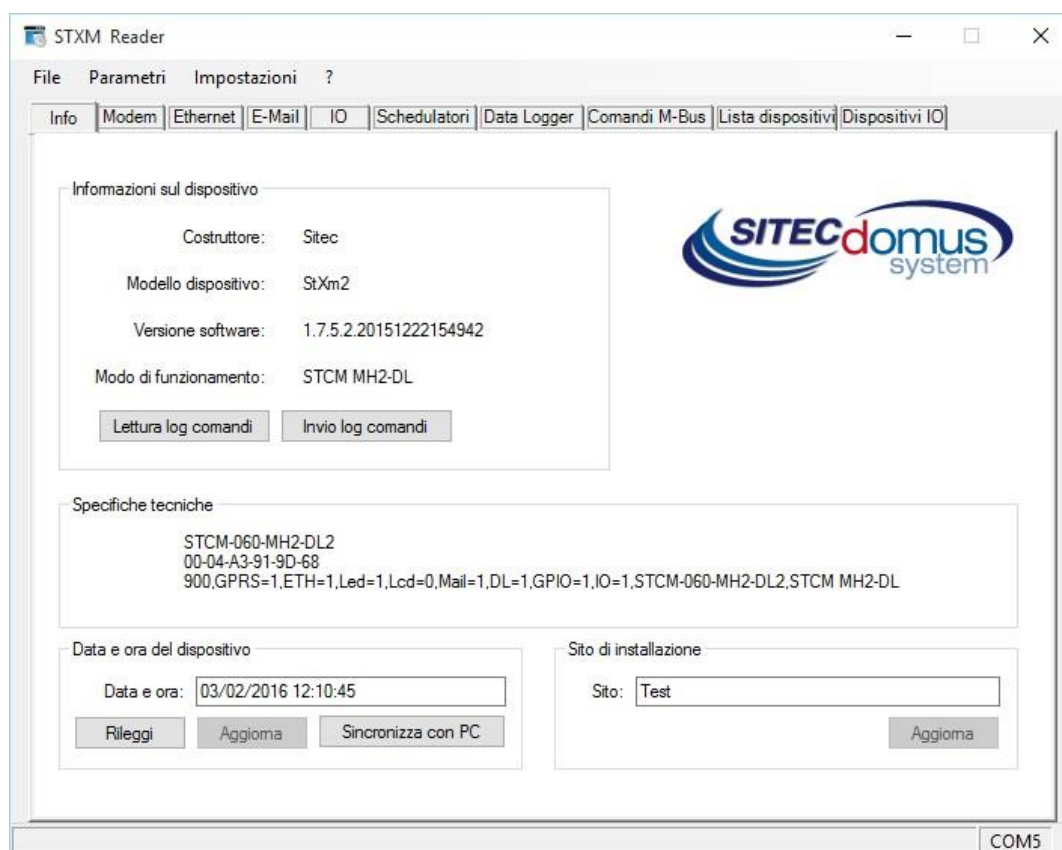 STXM Reader
File Parametri Impostazioni ?
Info Modem Ethernet E-Mail IO Schedulatori Data Logger Comandi M-Bus Lista dispositivi Dispositivi IO
Informazioni sul dispositivo
Costruttore: Sitec
Modello dispositivo: StXm2
Versione software: 1.7.5.2.20151222154942
Modo di funzionamento: STCM MH2-DL
Lettura log comandi Invio log comandi
SITECdomus
system
Specifiche tecniche
STCM-060-MH2-DL2
00-04-A3-91-9D-68
900,GPRS=1,ETH=1,Led=1,Lcd=0,Mail=1,DL=1,GPIO=1,IO=1,STCM-060-MH2-DL2,STCM MH2-DL
Data e ora del dispositivo
Data e ora: 03/02/2016 12:10:45
Rileggi Aggiorna Sincronizza con PC
Sito di installazione
Sito: Test
Aggiorna
COM5